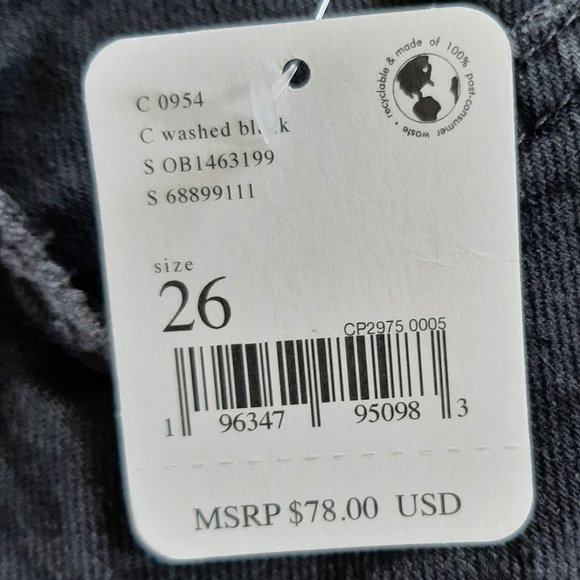 recyclable & made of 100% post-consumer waste •
C 0954
C washed black
S OB1463199
S 68899111
size
26
CP2975 0005
1 96347 95098 3
MSRP $78.00 USD